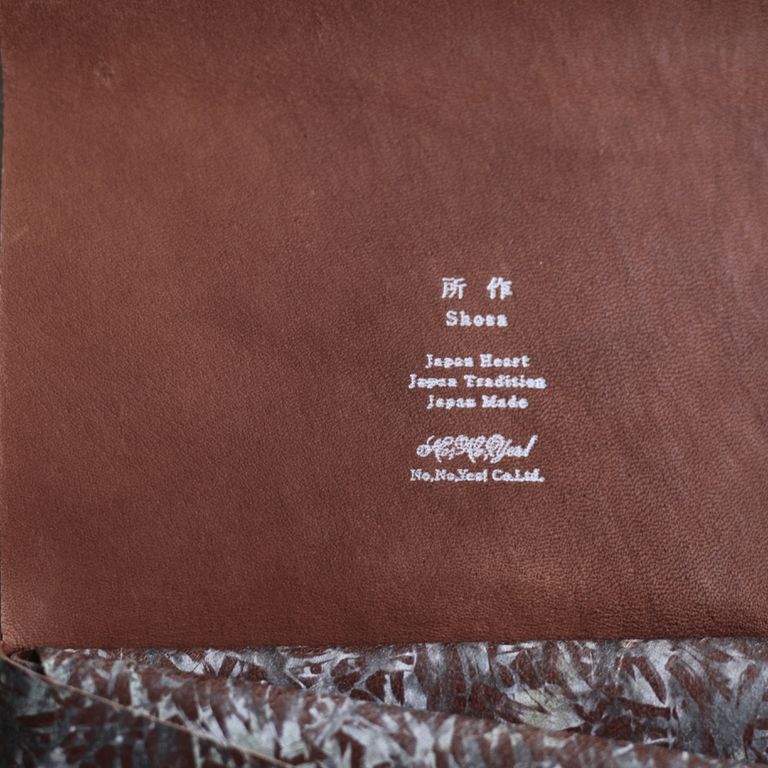 所作
Shosa
Japan Heart
Japan Tradition
Japan Made
No,No,Yes!
No,No,Yes! Co.Ltd.